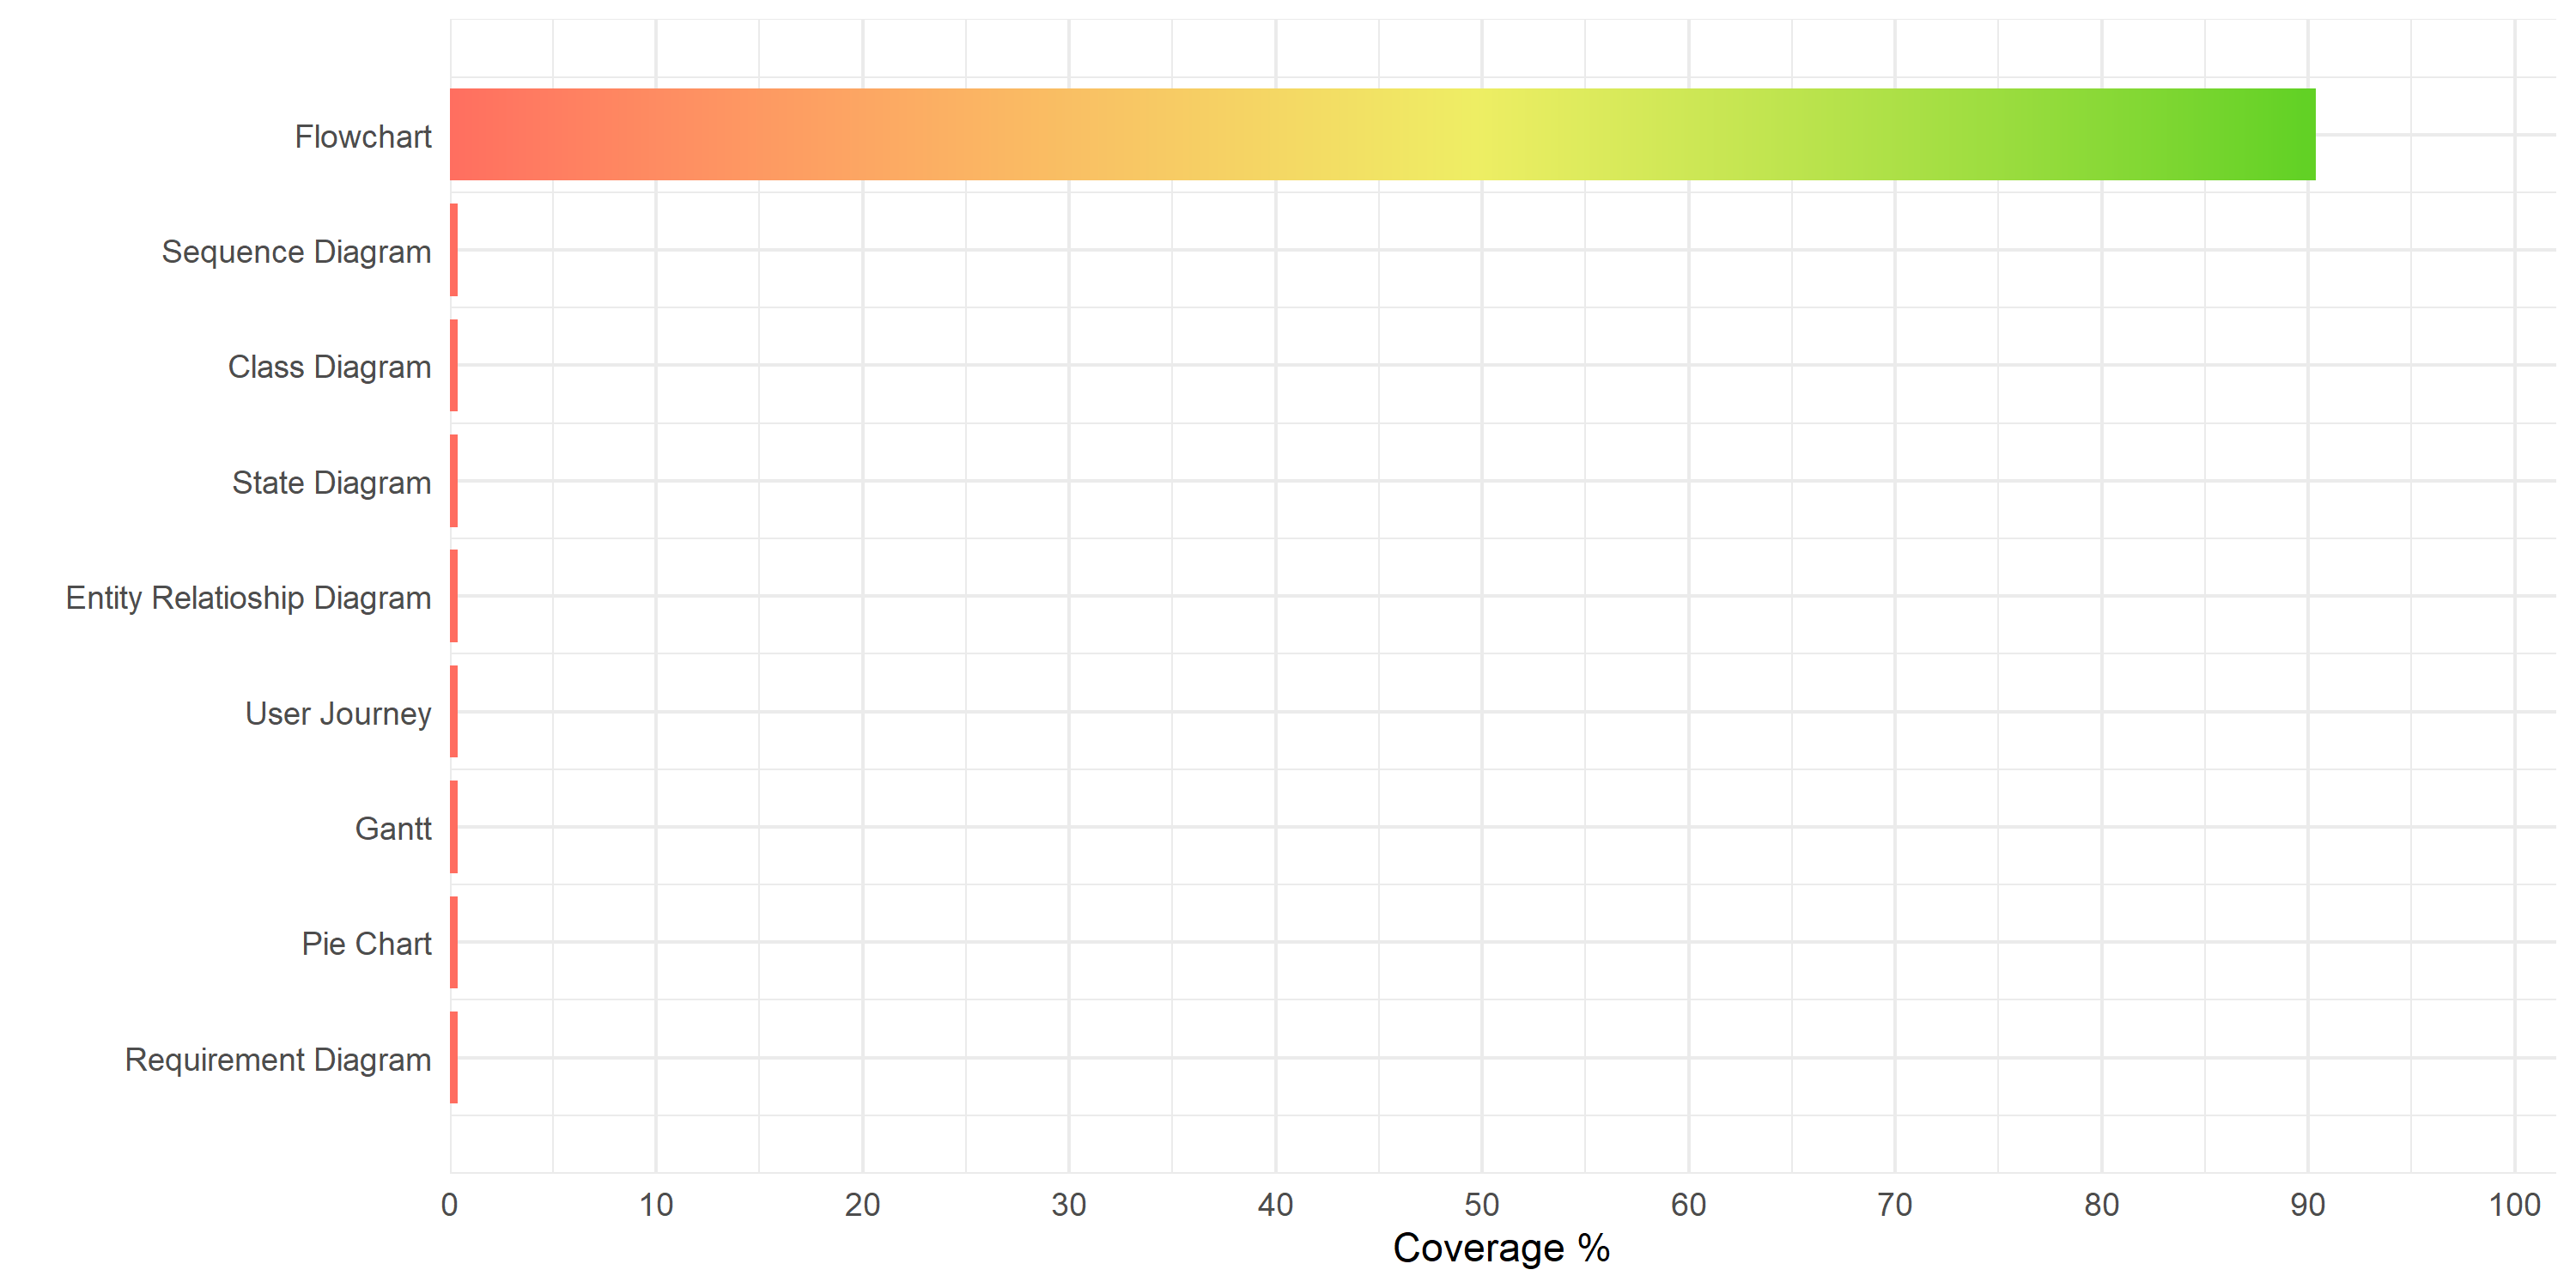 Flowchart
Sequence Diagram
Class Diagram
State Diagram
Entity Relatioship Diagram
User Journey
Gantt
Pie Chart
Requirement Diagram
0 10 20 30 40 50 60 70 80 90 100
Coverage %